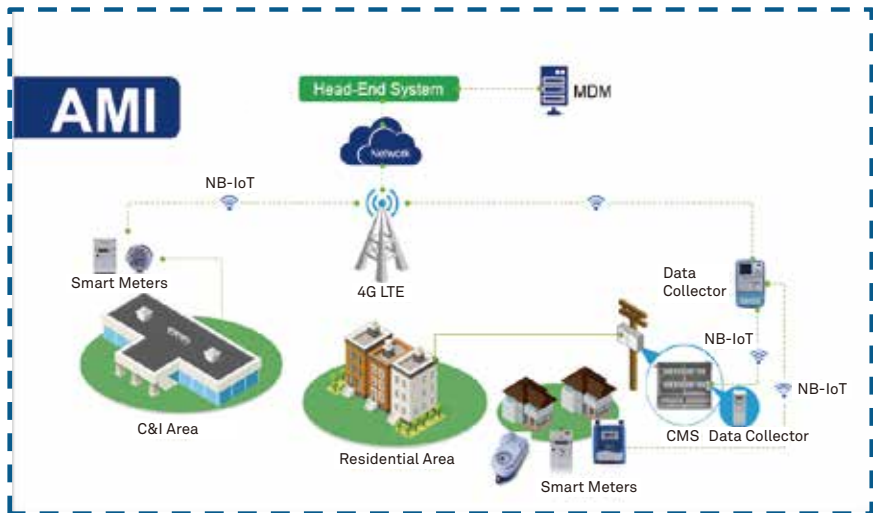 AMI
Head-End System
MDM
Network
NB-IoT
Smart Meters
4G LTE
Data
Collector
NB-IoT
NB-IoT
C&I Area
Residential Area
CMS
Data Collector
Smart Meters